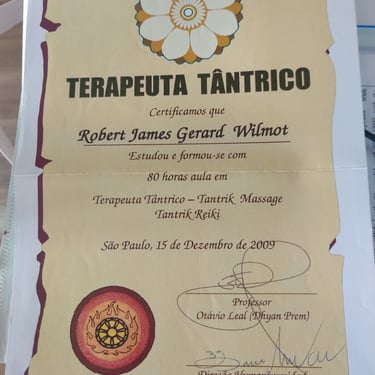 TERAPEUTA TÂNTRICO
Certificamos que
Robert James Gerard Wilmot
Estudou e formou-se com
80 horas aula em
Terapeuta Tântrico – Tantrik Massage
Tantrik Reiki
São Paulo, 15 de Dezembro de 2009
Professor
Otávio Leal (Dhyan Prem)
Direção